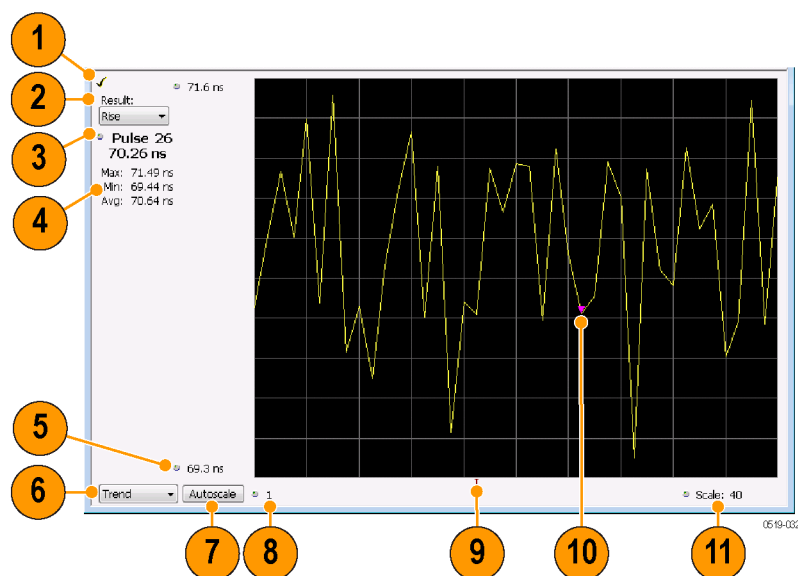 1
71.6 ns
2
Result:
Rise
3
Pulse 26
70.26 ns
Max: 71.49 ns
4
Min: 69.44 ns
Avg: 70.64 ns
5
69.3 ns
6
Trend
Autoscale
1
T
Scale: 40
0519-032
7
8
9
10
11